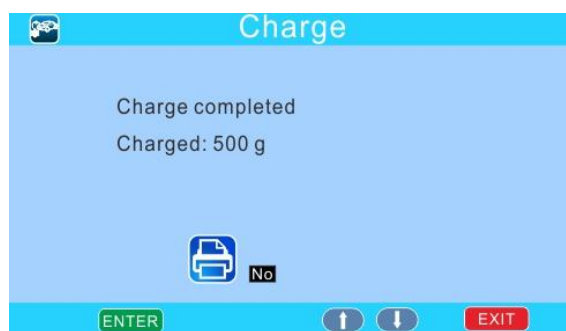 Charge
Charge completed
Charged: 500 g
No
ENTER
EXIT